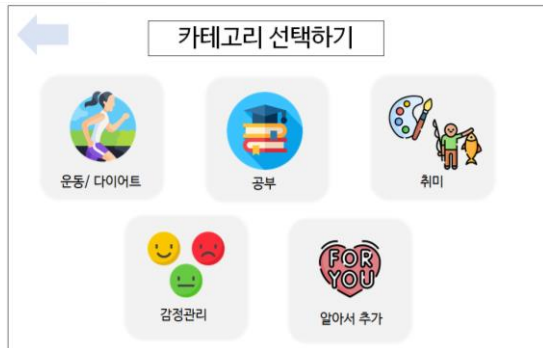 카테고리 선택하기
운동/ 다이어트
공부
취미
감정관리
FOR
YOU
알아서 추가